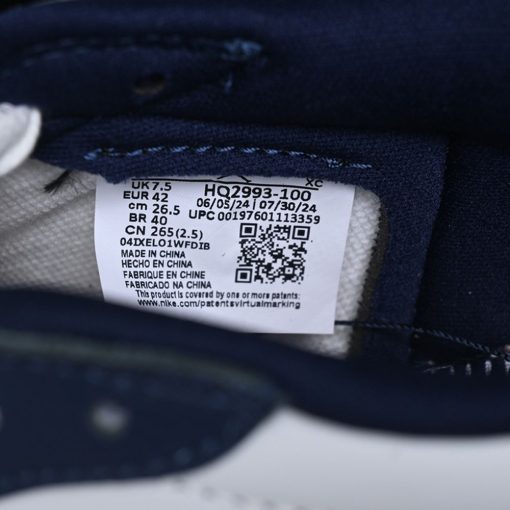 UK 7.5 XC
EUR 42 HQ2993-100
cm 26.5 06/05/24 | 07/30/24
BR 40 UPC 00197601113359
CN 265(2.5)
04IXELO1WFDIB
MADE IN CHINA
HECHO EN CHINA
FABRIQUE EN CHINE
FABRICADO NA CHINA
This product is covered by one or more patents:
www.nike.com/patentsvirtualmarking